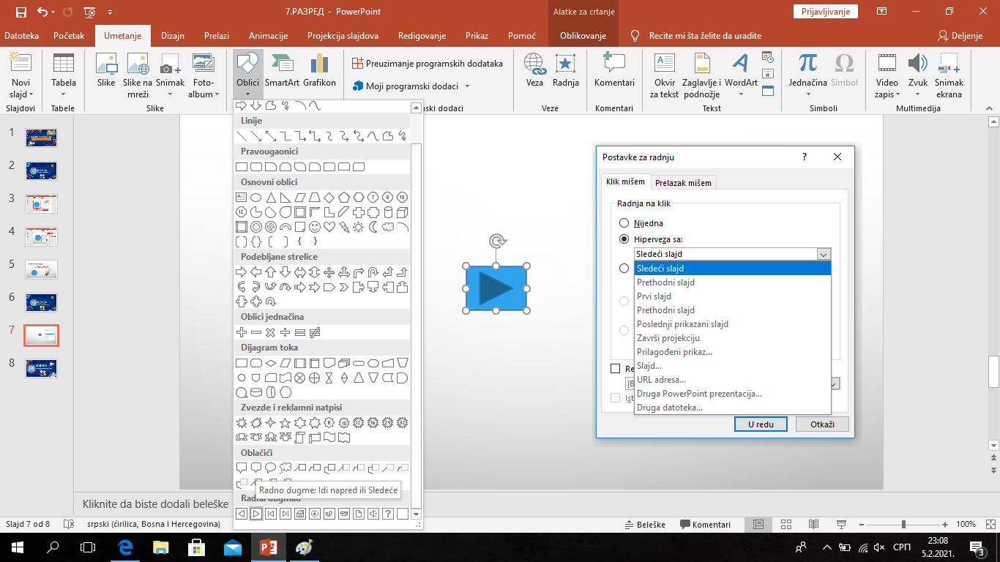 7.РАЗРЕД - PowerPoint
Alatke za crtanje
Prijavljivanje
Datoteka Početak Umetanje Dizajn Prelazi Animacije Projekcija slajdova Redigovanje Prikaz Pomoć Oblikovanje Recite mi šta želite da uradite Deljenje
Novi slajd
Tabela
Slike
Slike na mreži
Snimak
Foto-album
Oblici
SmartArt
Grafikon
Preuzimanje programskih dodataka
Moji programski dodaci
Veza
Radnja
Komentari
Okvir za tekst
Zaglavlje i podnožje
WordArt
Jednačina
Simbol
Video zapis
Zvuk
Snimak ekrana
Slajdovi
Tabele
Slike
ski dodaci
Veze
Komentari
Tekst
Simboli
Multimedija
1
2
3
4
5
6
7
8
Linije
Pravougaonici
Osnovni oblici
Podebljane strelice
Oblici jednačina
Dijagram toka
Zvezde i reklamni natpisi
Oblačići
Radno dugme: Idi napred ili Sledeće
Radna dugmad
Postavke za radnju
Klik mišem
Prelazak mišem
Radnja na klik
Nijedna
Hiperveza sa:
Sledeći slajd
Sledeći slajd
Prethodni slajd
Prvi slajd
Prethodni slajd
Poslednji prikazani slajd
Završi projekciju
Prilagođeni prikaz...
Slajd...
URL adresa...
Druga PowerPoint prezentacija...
Druga datoteka...
U redu
Otkaži
Kliknite da biste dodali beleške
Slajd 7 od 8
srpski (ćirilica, Bosna i Hercegovina)
Beleške
Komentari
100%
СРП
23:08
5.2.2021.
3